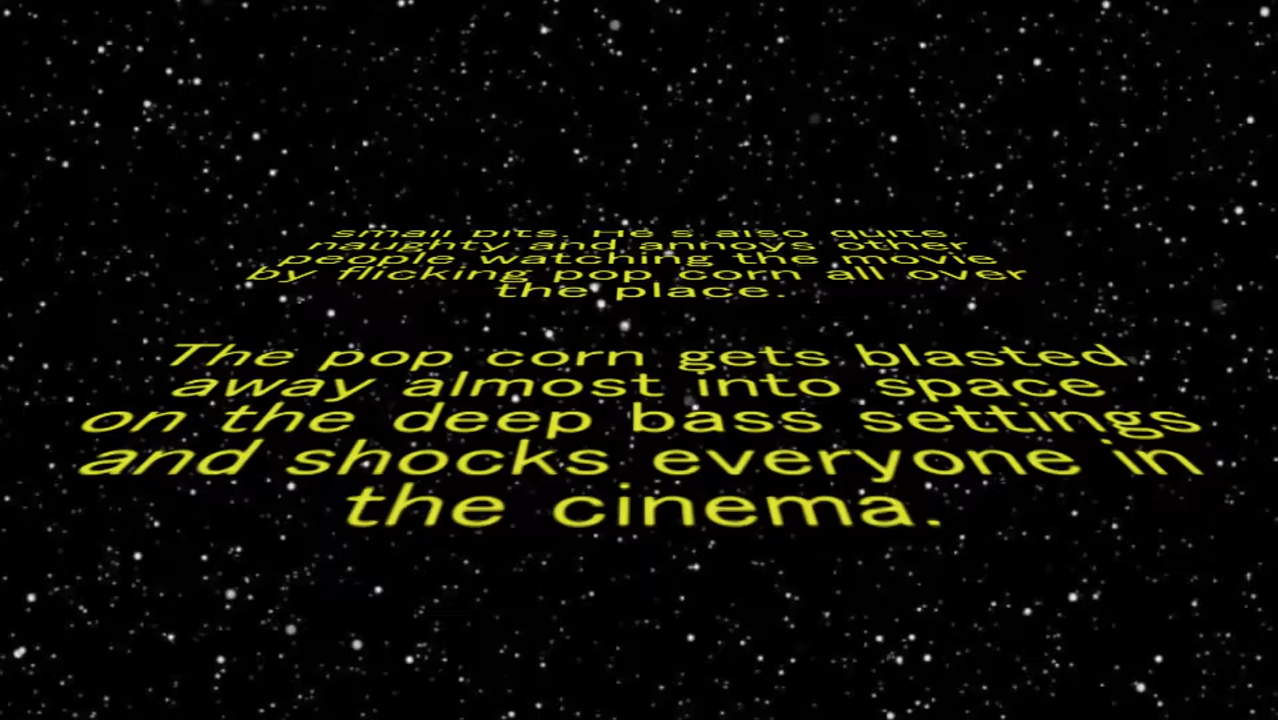 small bits. He's also quite
naughty and annoys other
people watching the movie
by flicking pop corn all over
the place.
The pop corn gets blasted
away almost into space
on the deep bass settings
and shocks everyone in
the cinema.